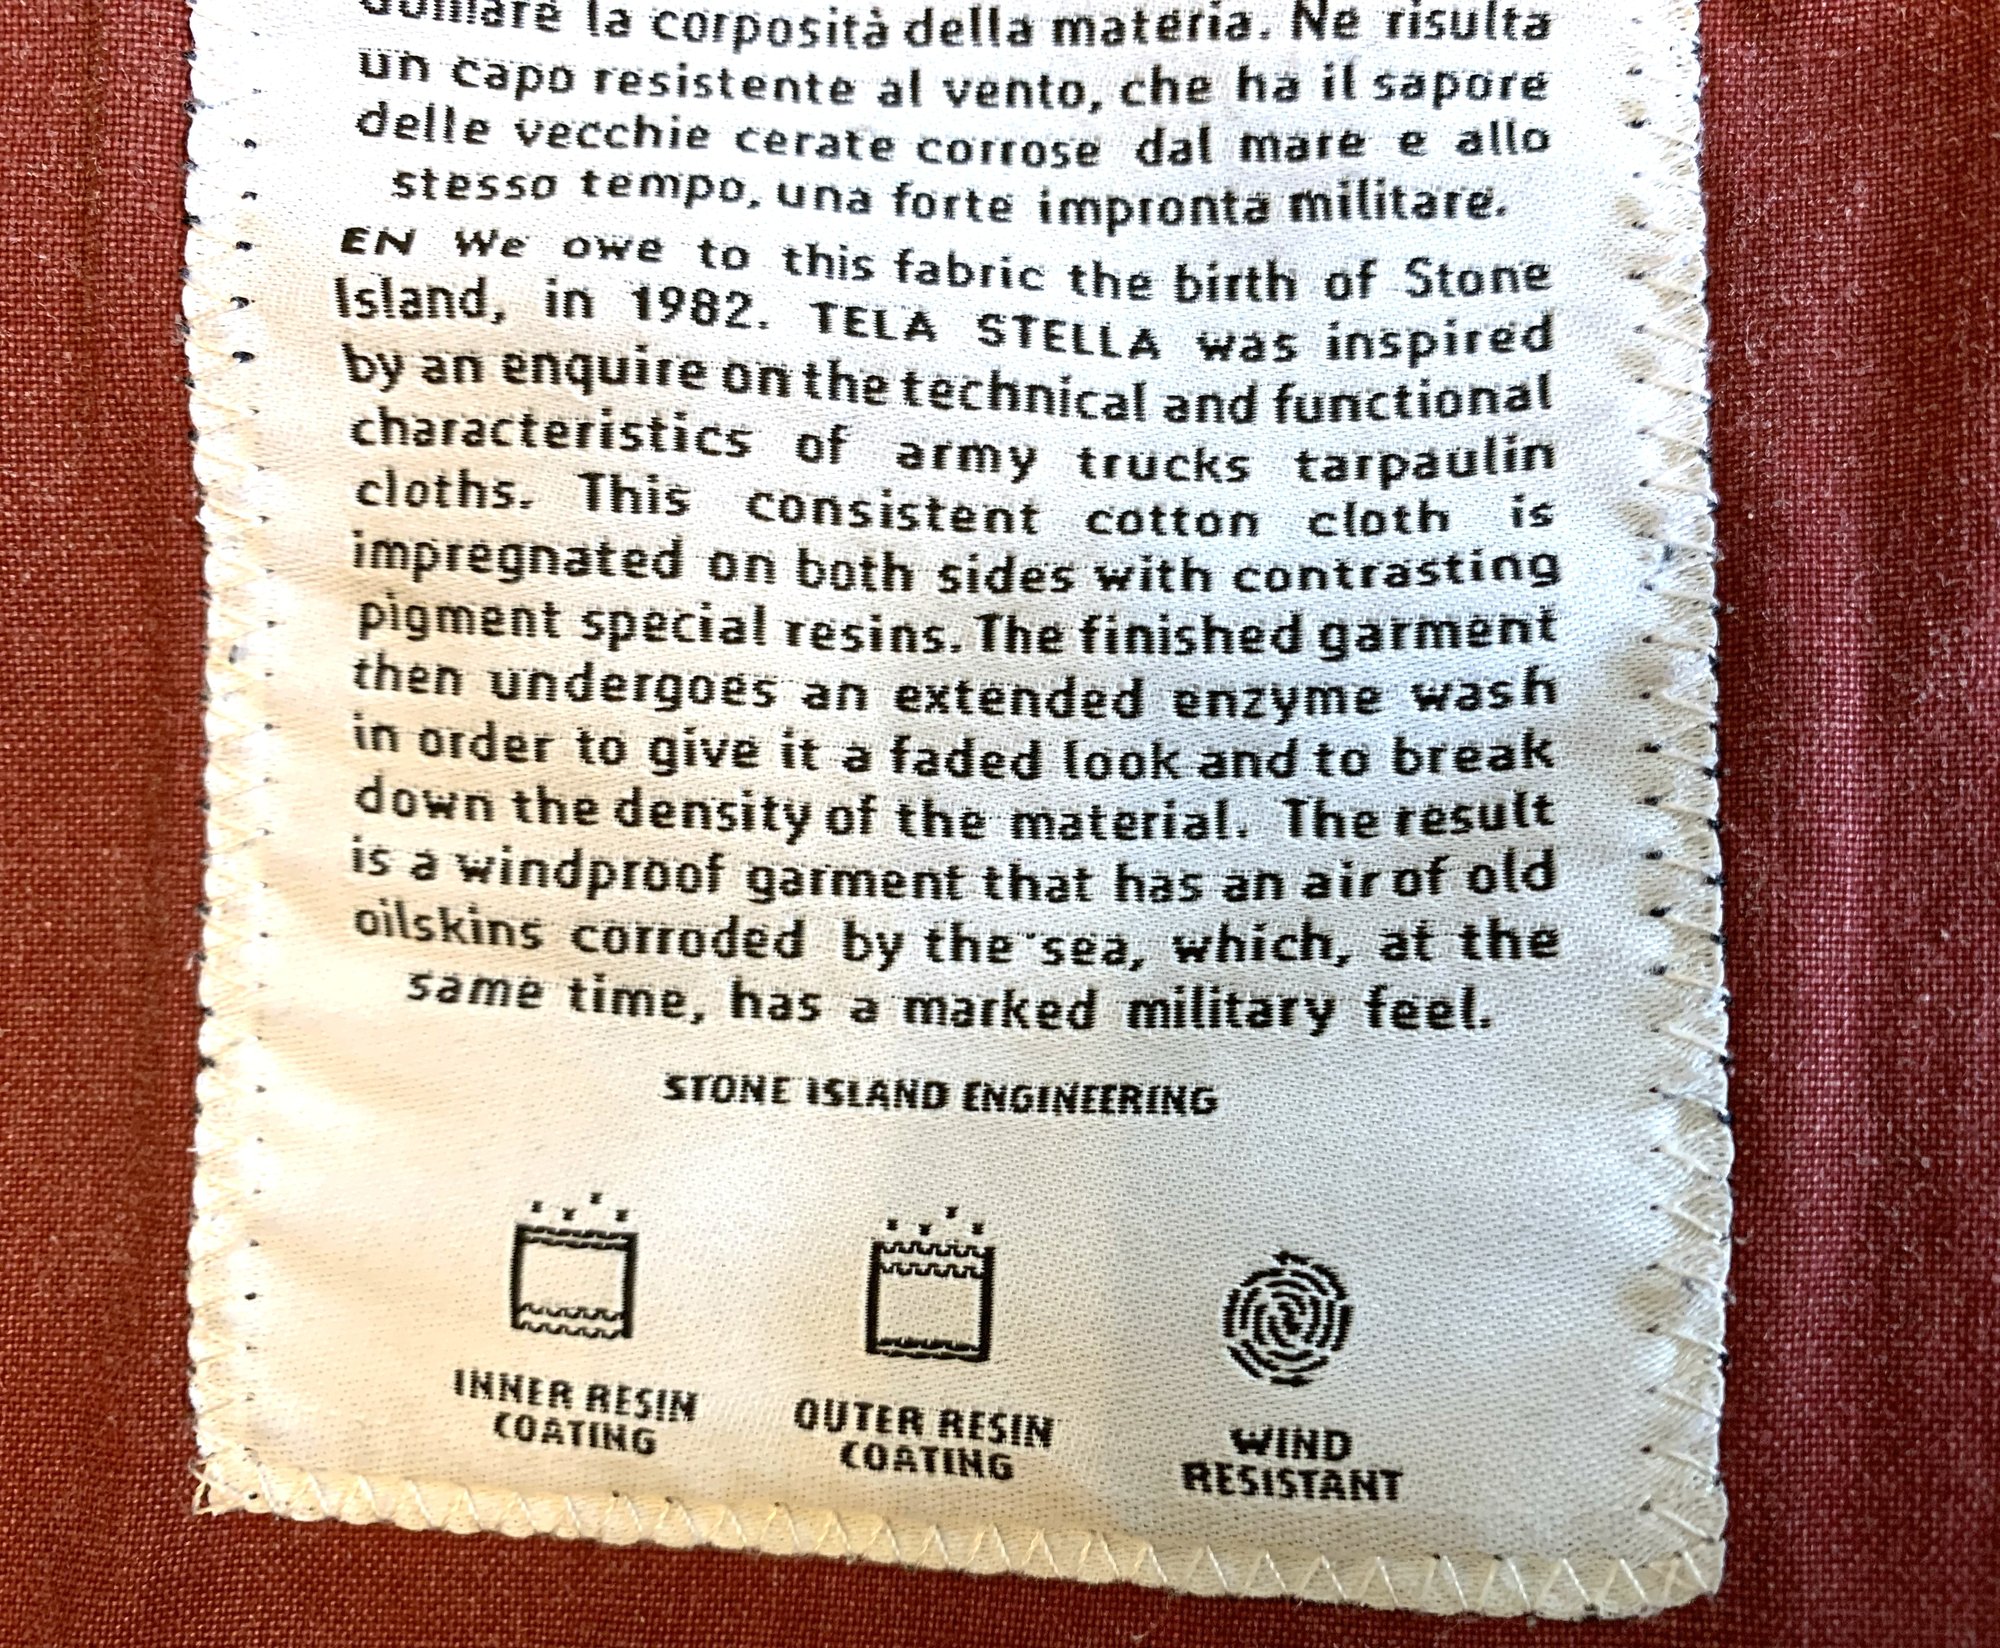 la corposità della materia. Ne risulta
un capo resistente al vento, che ha il sapore
delle vecchie cerate corrose dal mare e allo
stesso tempo, una forte impronta militare.
EN We owe to this fabric the birth of Stone
Island, in 1982. TELA STELLA was inspired
by an enquire on the technical and functional
characteristics of army trucks tarpaulin
cloths. This consistent cotton cloth is
impregnated on both sides with contrasting
pigment special resins. The finished garment
then undergoes an extended enzyme wash
in order to give it a faded look and to break
down the density of the material. The result
is a windproof garment that has an air of old
oilskins corroded by the sea, which, at the
same time, has a marked military feel.
STONE ISLAND ENGINEERING
INNER RESIN
COATING
OUTER RESIN
COATING
WIND
RESISTANT